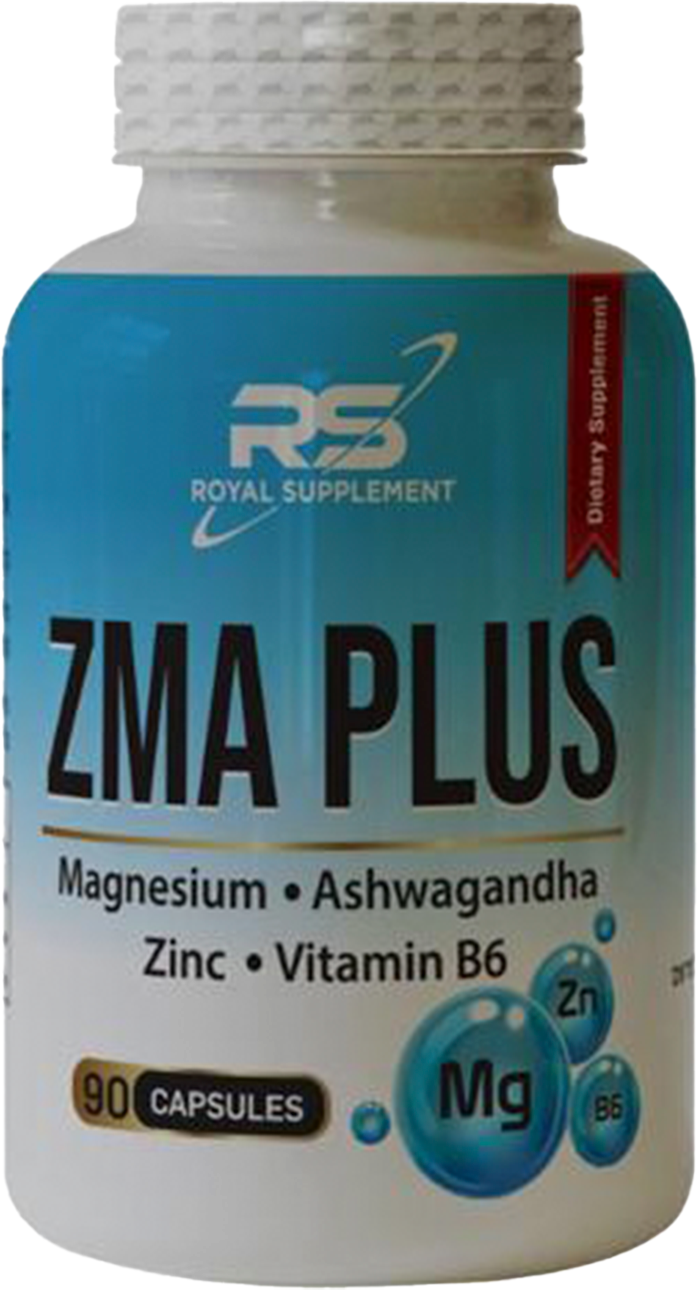 RS
ROYAL SUPPLEMENT
Dietary Supplement
ZMA PLUS
Magnesium • Ashwagandha
Zinc • Vitamin B6
Zn
Mg
B6
90 CAPSULES